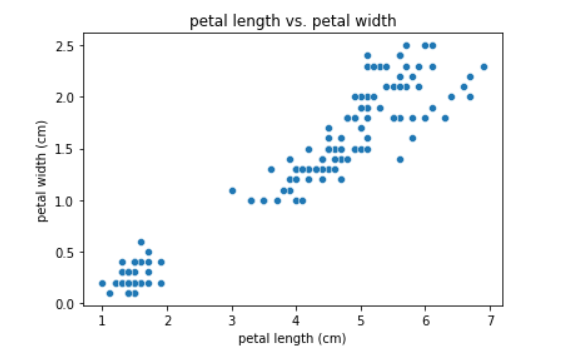 petal length vs. petal width
petal width (cm)
2.5
2.0
1.5
1.0
0.5
0.0
1 2 3 4 5 6 7
petal length (cm)